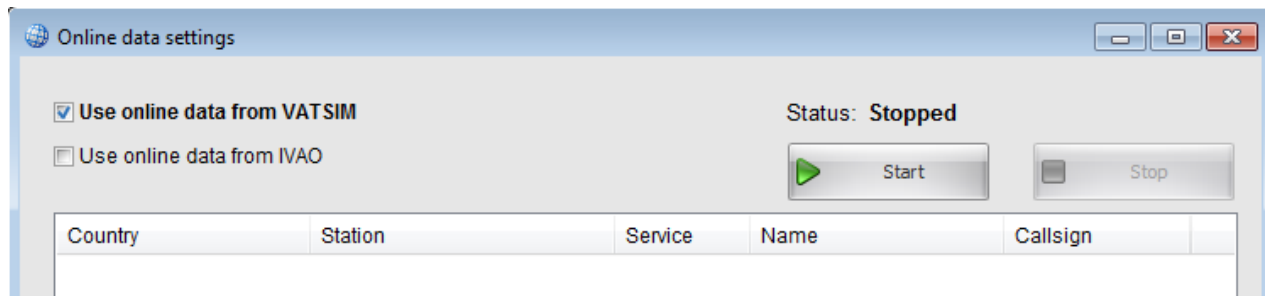 Online data settings
Use online data from VATSIM
Status: Stopped
Use online data from IVAO
Start
Stop
Country Station Service Name Callsign